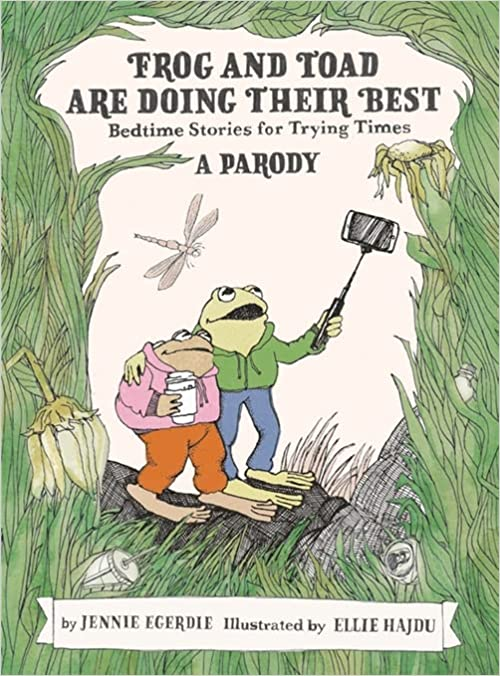 FROG AND TOAD
ARE DOING THEIR BEST
Bedtime Stories for Trying Times
A PARODY
by JENNIE EGERDIE Illustrated by ELLIE HAJDU